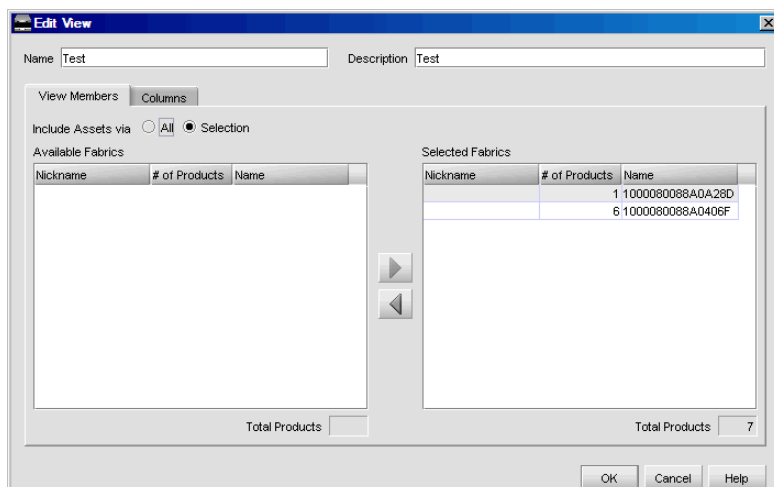 Edit View
Name Test Description Test
View Members Columns
Include Assets via All Selection
Available Fabrics Selected Fabrics
Nickname # of Products Name Nickname # of Products Name
1 1000080088A0A28D
6 1000080088A0406F
Total Products Total Products 7
OK Cancel Help